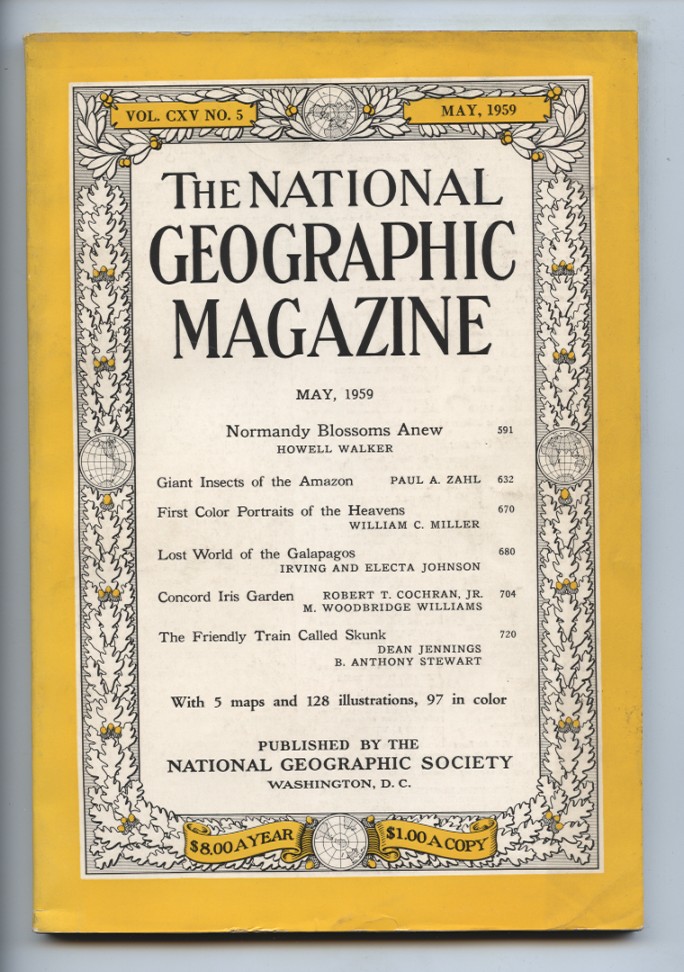 VOL. CXV NO. 5
MAY, 1959
THE NATIONAL
GEOGRAPHIC
MAGAZINE
MAY, 1959
Normandy Blossoms Anew 591
HOWELL WALKER
Giant Insects of the Amazon PAUL A. ZAHL 632
First Color Portraits of the Heavens 670
WILLIAM C. MILLER
Lost World of the Galapagos 680
IRVING AND ELECTA JOHNSON
Concord Iris Garden ROBERT T. COCHRAN, JR. 704
M. WOODBRIDGE WILLIAMS
The Friendly Train Called Skunk 720
DEAN JENNINGS
B. ANTHONY STEWART
With 5 maps and 128 illustrations, 97 in color
PUBLISHED BY THE
NATIONAL GEOGRAPHIC SOCIETY
WASHINGTON, D. C.
$8.00 A YEAR
$1.00 A COPY